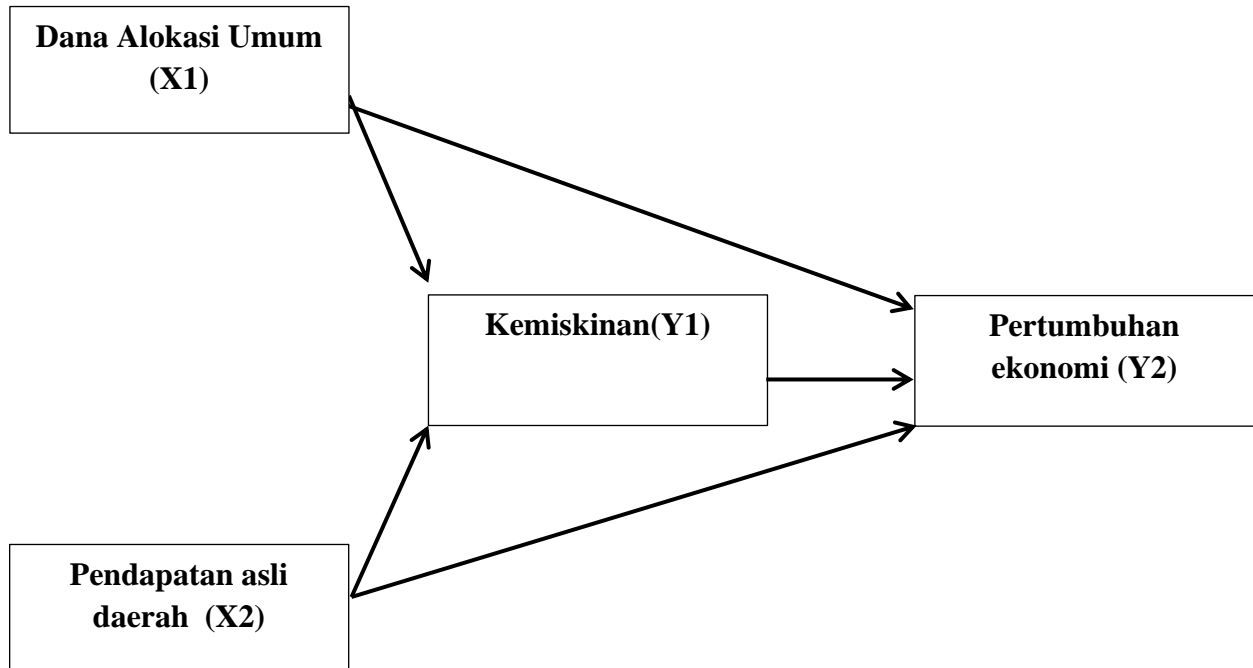 Dana Alokasi Umum
(X1)
Kemiskinan(Y1)
Pertumbuhan
ekonomi (Y2)
Pendapatan asli
daerah (X2)